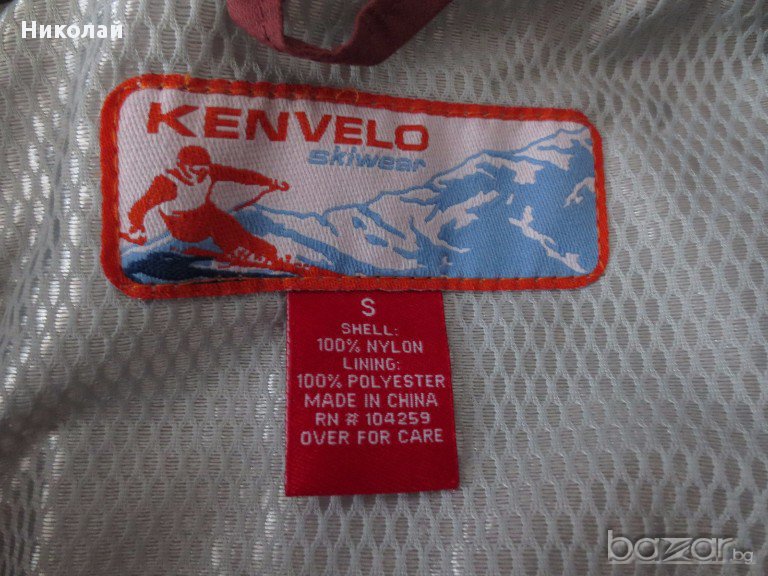 Николай
KENVELO
skiwear
S
SHELL:
100% NYLON
LINING:
100% POLYESTER
MADE IN CHINA
RN # 104259
OVER FOR CARE
bazar.bg